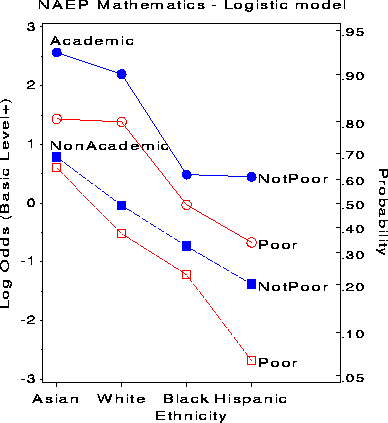 NAEP Mathematics - Logistic model
3
2
1
0
-1
-2
-3
Log Odds (Basic Level+)
Academic
NonAcademic
NotPoor
Poor
NotPoor
Poor
.95
.90
.80
.70
.60
.50
.40
.30
.20
.10
.05
Probability
Asian White Black Hispanic
Ethnicity